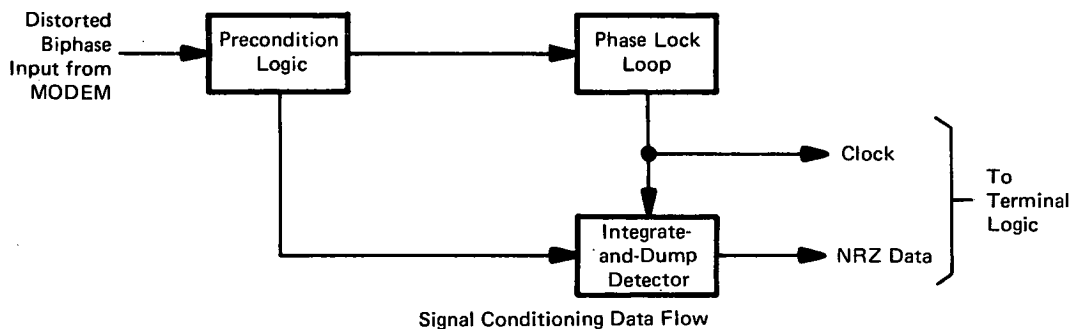 Distorted
Biphase
Input from
MODEM
Precondition
Logic
Phase Lock
Loop
Clock
To
Terminal
Logic
Integrate-
and-Dump
Detector
NRZ Data
Signal Conditioning Data Flow